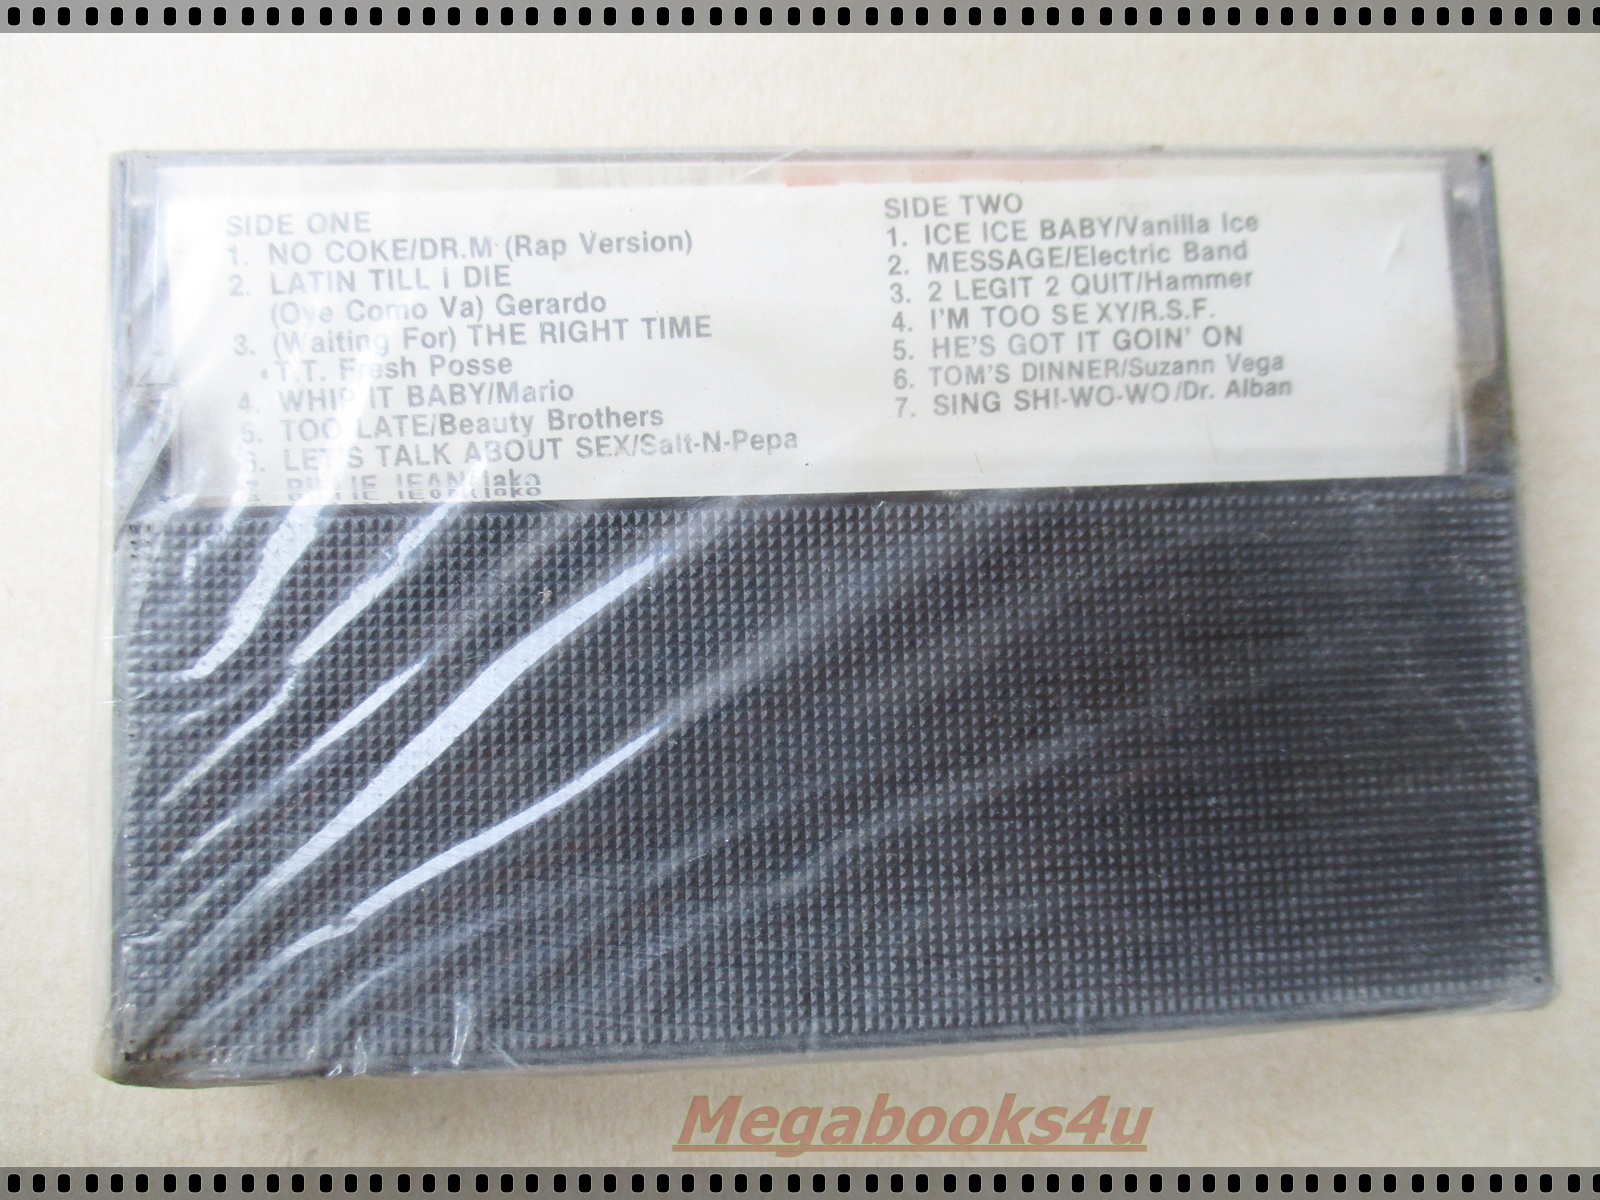 SIDE ONE
1. NO COKE/DR.M (Rap Version)
2. LATIN TILL I DIE
(Oye Como Va) Gerardo
3. (Waiting For) THE RIGHT TIME
T.T. Fresh Posse
4. WHIP IT BABY/Mario
5. TOO LATE/Beauty Brothers
6. LET'S TALK ABOUT SEX/Salt-N-Pepa
7. BILLIE JEAN
SIDE TWO
1. ICE ICE BABY/Vanilla Ice
2. MESSAGE/Electric Band
3. 2 LEGIT 2 QUIT/Hammer
4. I'M TOO SEXY/R.S.F.
5. HE'S GOT IT GOIN' ON
6. TOM'S DINNER/Suzann Vega
7. SING SHI-WO-WO/Dr. Alban
Megabooks4u